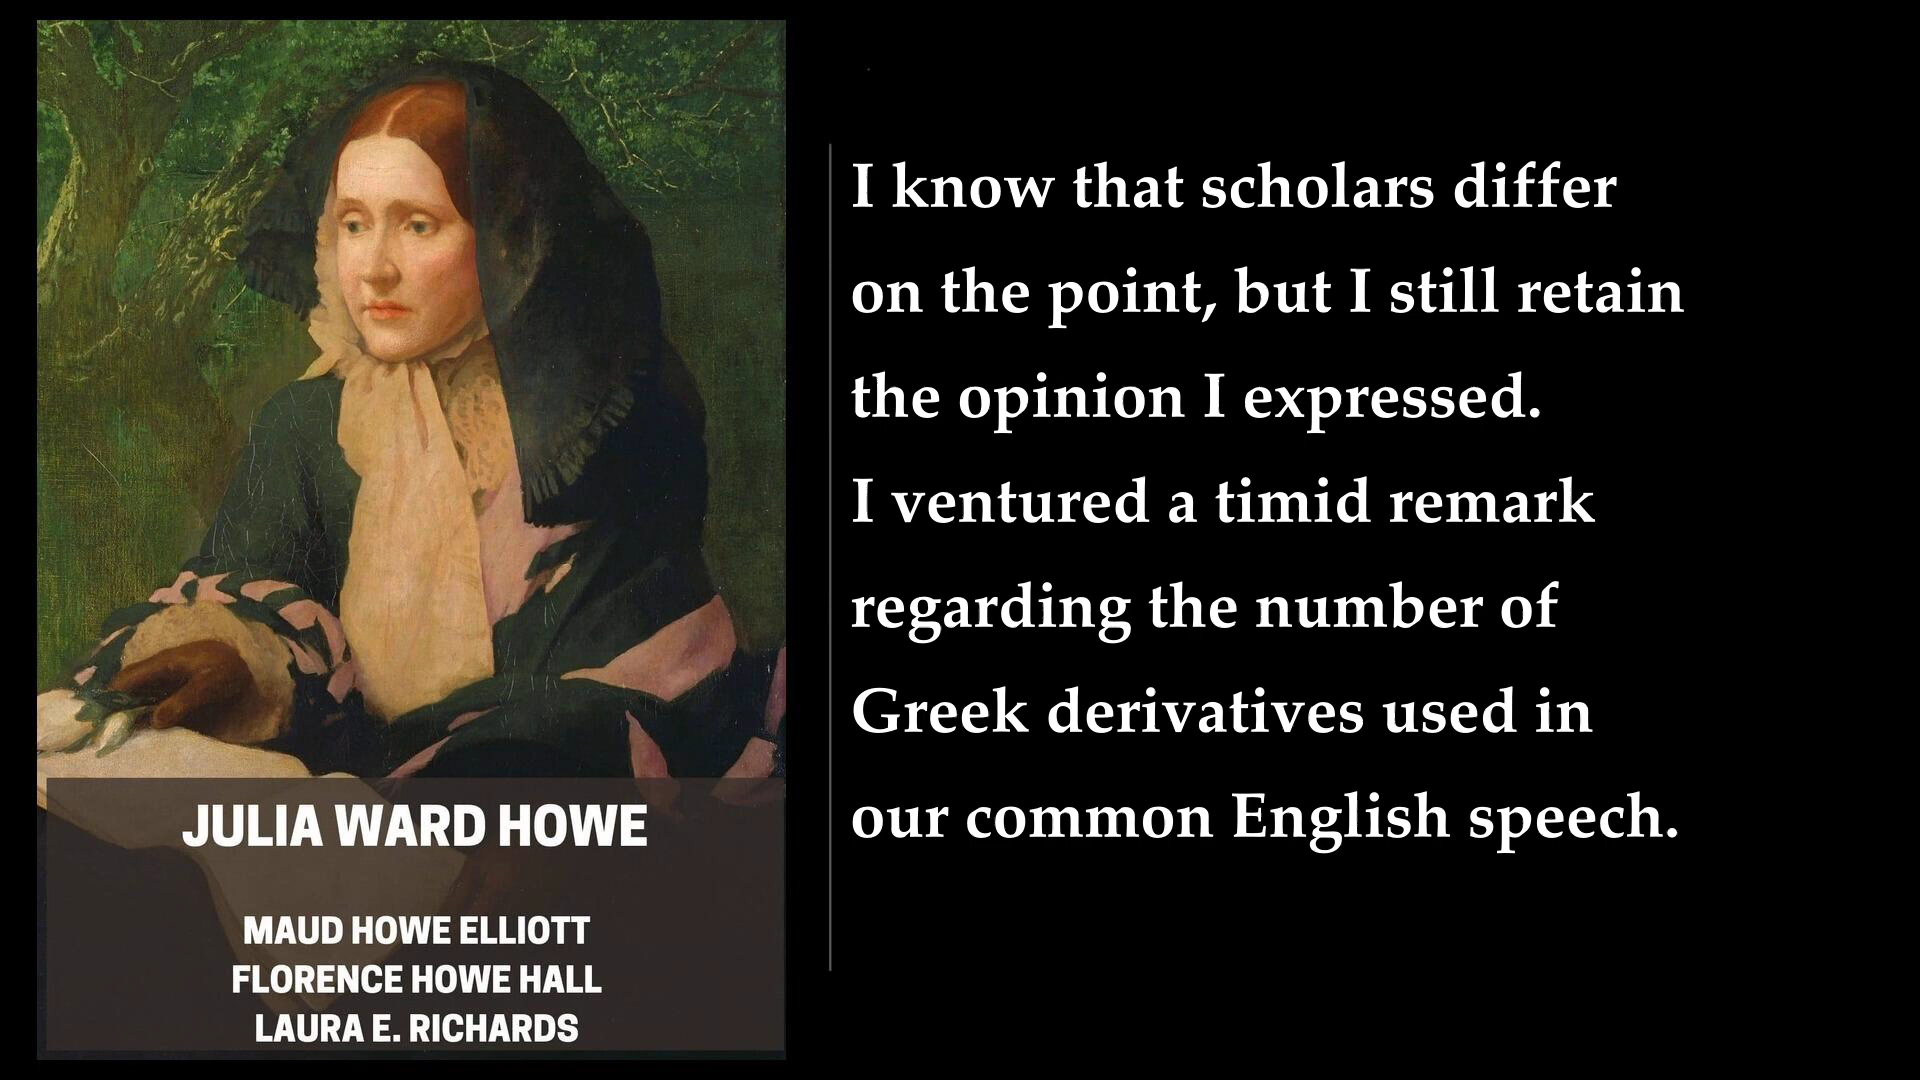 JULIA WARD HOWE
MAUD HOWE ELLIOTT
FLORENCE HOWE HALL
LAURA E. RICHARDS
I know that scholars differ
on the point, but I still retain
the opinion I expressed.
I ventured a timid remark
regarding the number of
Greek derivatives used in
our common English speech.